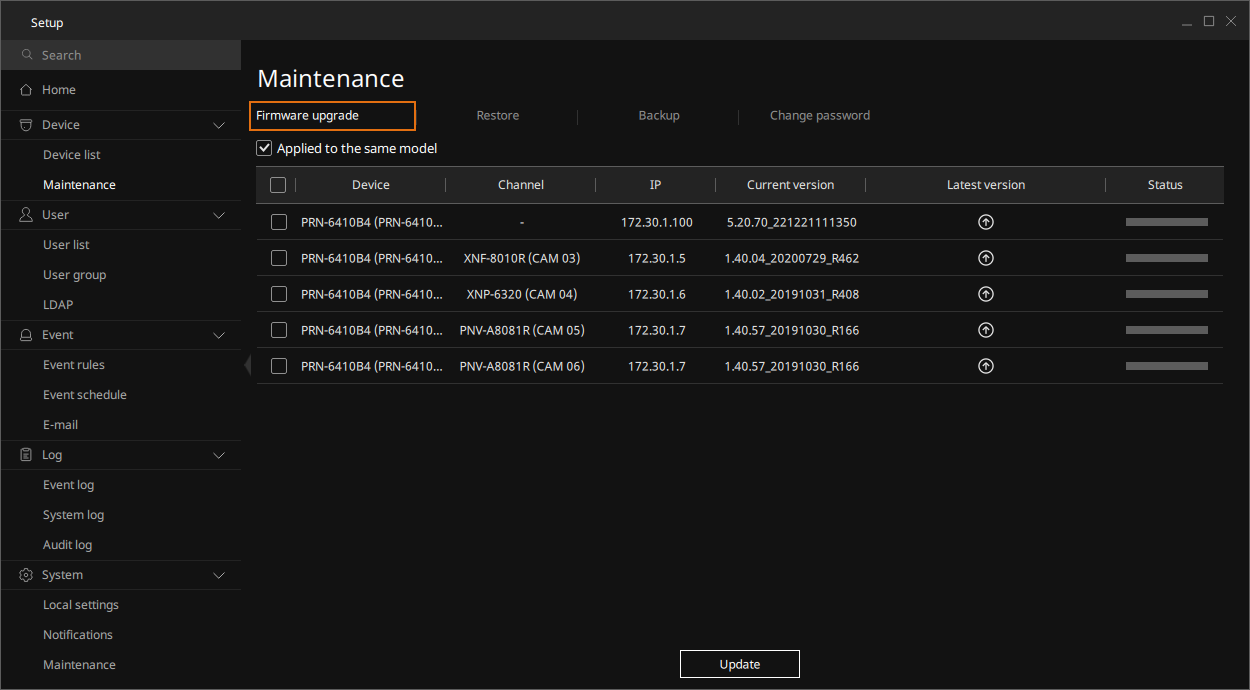 Setup
Search
Home
Device
Device list
Maintenance
User
User list
User group
LDAP
Event
Event rules
Event schedule
E-mail
Log
Event log
System log
Audit log
System
Local settings
Notifications
Maintenance
Maintenance
Firmware upgrade Restore Backup Change password
Applied to the same model
Device Channel IP Current version Latest version Status
PRN-6410B4 (PRN-6410... - 172.30.1.100 5.20.70_221221111350
PRN-6410B4 (PRN-6410... XNF-8010R (CAM 03) 172.30.1.5 1.40.04_20200729_R462
PRN-6410B4 (PRN-6410... XNP-6320 (CAM 04) 172.30.1.6 1.40.02_20191031_R408
PRN-6410B4 (PRN-6410... PNV-A8081R (CAM 05) 172.30.1.7 1.40.57_20191030_R166
PRN-6410B4 (PRN-6410... PNV-A8081R (CAM 06) 172.30.1.7 1.40.57_20191030_R166
Update